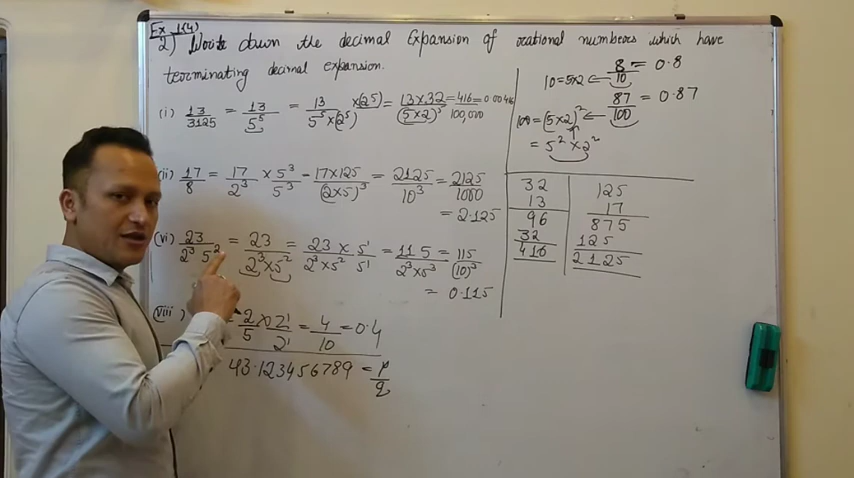 Ex 1(4)
2) Write down the decimal Expansion of rational numbers which have
terminating decimal expansion.
(i) 13/3125 = 13/5^5 = 13/5^5 ×(2^5)/×(2^5) = 13×32/(5×2)^5 = 416/100,000 = 0.00416
(ii) 17/8 = 17/2^3 × 5^3/5^3 - 17×125/(2×5)^3 = 2125/10^3 = 2125/1000
= 2.125
(vi) 23/2^3 5^2 = 23/2^3×5^2 = 23 × 5^1/2^3×5^2 5^1 = 115/2^3×5^3 = 115/(10)^3
= 0.115
(viii) = 2/5 × 2^1/2^1 = 4/10 = 0.4
43.123456789 = p/q
8/10 = 0.8
10=5×2
87/100 = 0.87
100=(5×2)^2
= 5^2 × 2^2
32
13
96
32
416
125
17
875
125
2125